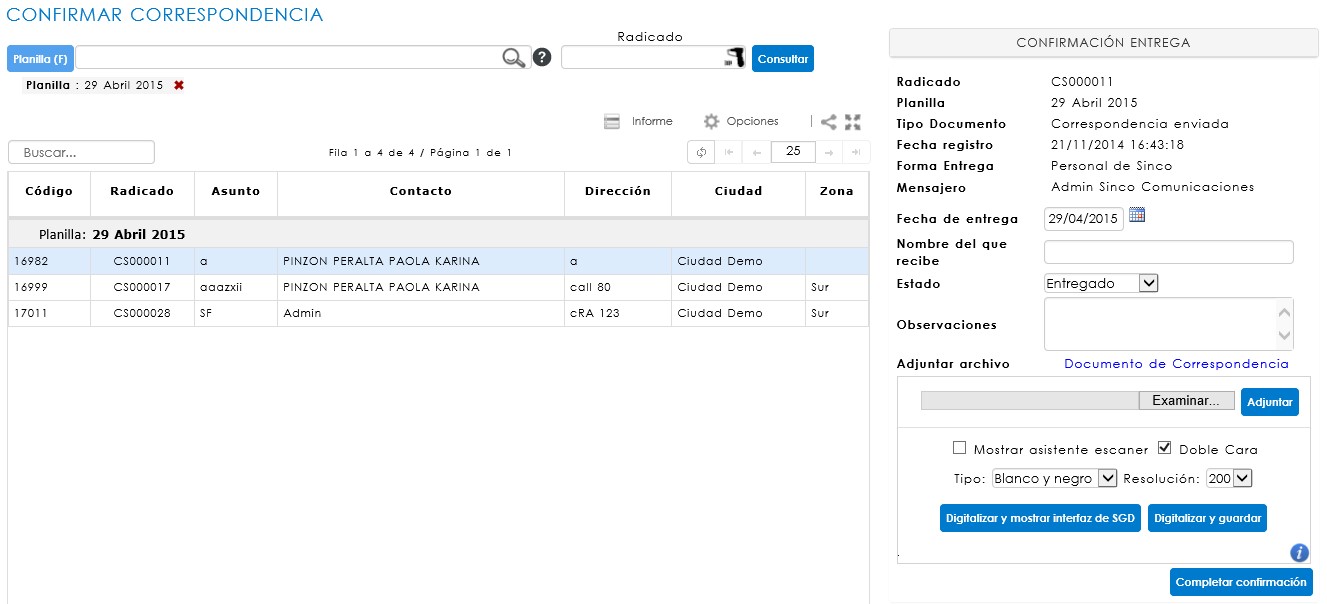 CONFIRMAR CORRESPONDENCIA
Radicado
Planilla (F)
?
Consultar
Planilla : 29 Abril 2015
Informe
Opciones
Buscar...
Fila 1 a 4 de 4 / Página 1 de 1
25
Código Radicado Asunto Contacto Dirección Ciudad Zona
Planilla: 29 Abril 2015
16982 CS000011 a PINZON PERALTA PAOLA KARINA a Ciudad Demo
16999 CS000017 aaazxii PINZON PERALTA PAOLA KARINA call 80 Ciudad Demo Sur
17011 CS000028 SF Admin cRA 123 Ciudad Demo Sur
CONFIRMACIÓN ENTREGA
Radicado CS000011
Planilla 29 Abril 2015
Tipo Documento Correspondencia enviada
Fecha registro 21/11/2014 16:43:18
Forma Entrega Personal de Sinco
Mensajero Admin Sinco Comunicaciones
Fecha de entrega 29/04/2015
Nombre del que
recibe
Estado Entregado
Observaciones
Adjuntar archivo Documento de Correspondencia
Examinar... Adjuntar
Mostrar asistente escaner Doble Cara
Tipo: Blanco y negro Resolución: 200
Digitalizar y mostrar interfaz de SGD Digitalizar y guardar
.
i
Completar confirmación